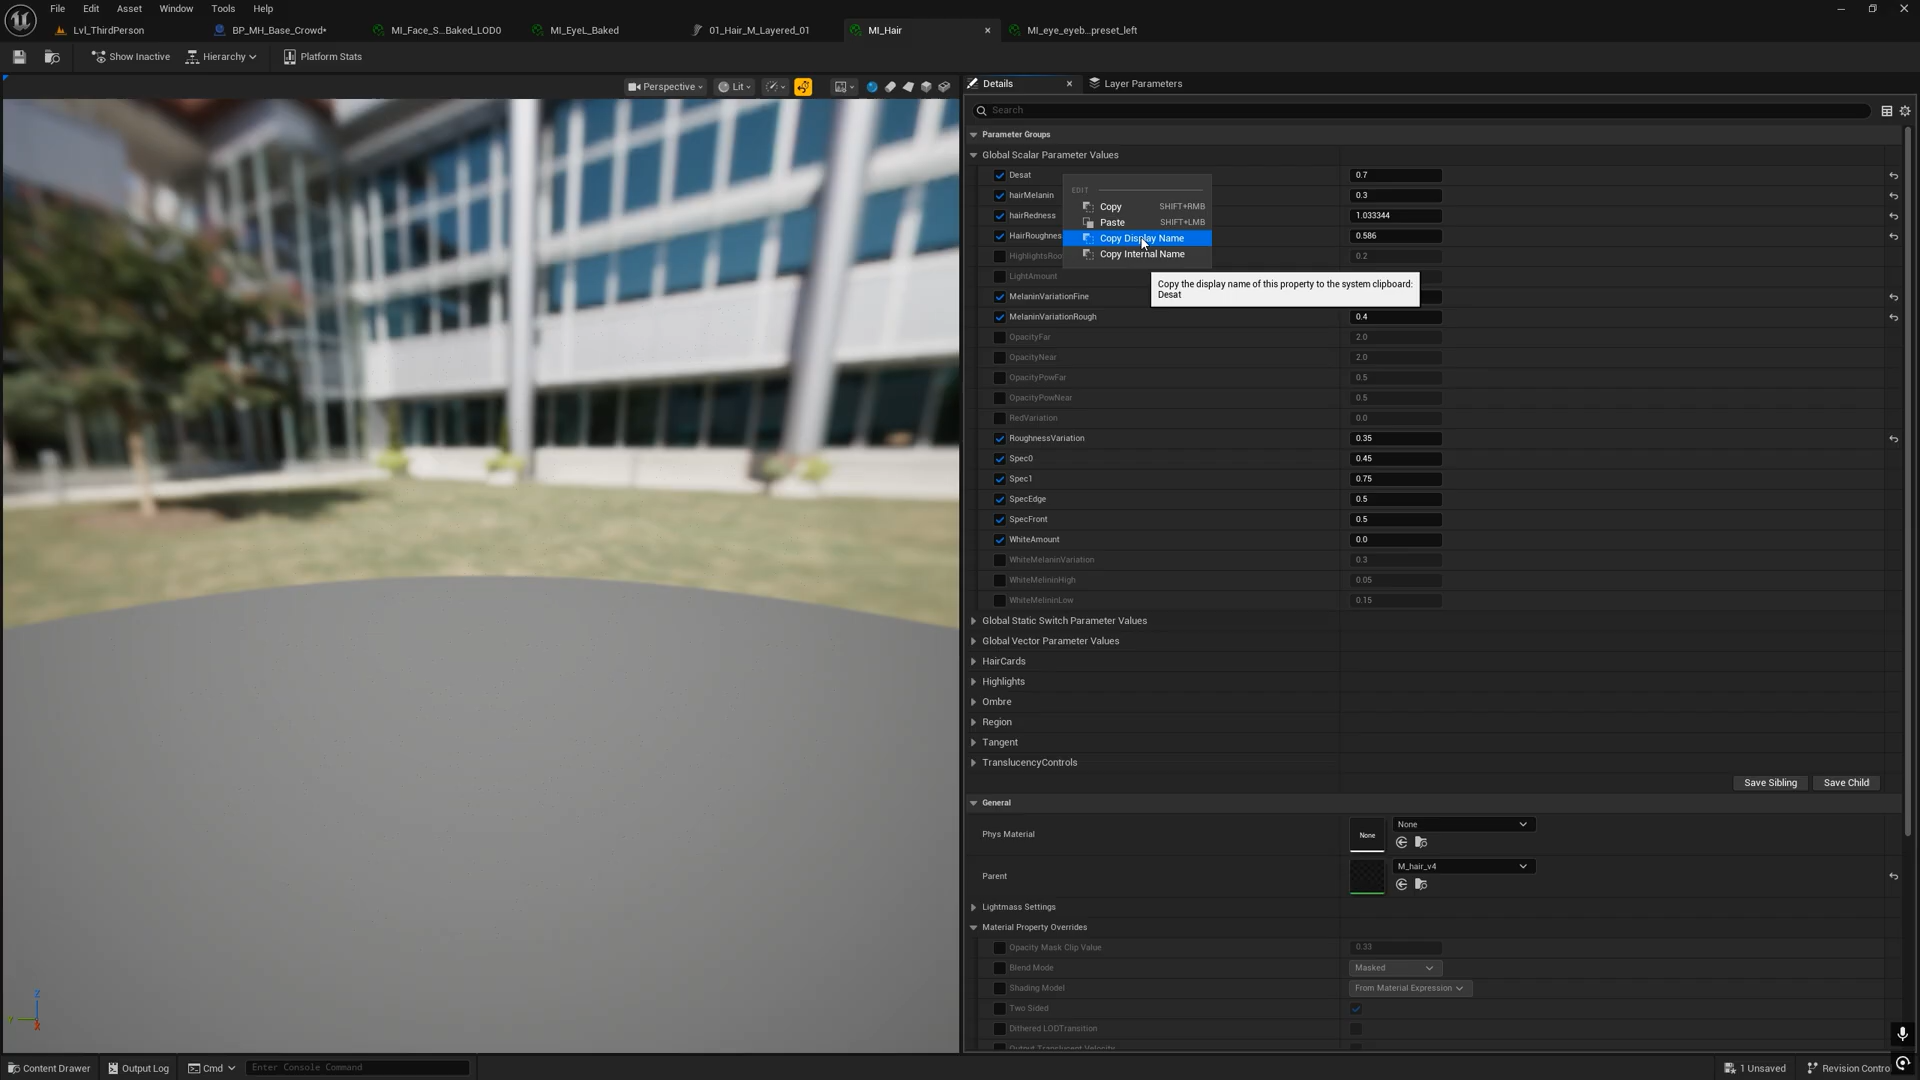 File Edit Asset Window Tools Help
Lvl_ThirdPerson BP_MH_Base_Crowd* MI_Face_S...Baked_LOD0 MI_EyeL_Baked 01_Hair_M_Layered_01 MI_Hair MI_eye_eyeb...preset_left
Show Inactive Hierarchy Platform Stats
Perspective Lit
Details Layer Parameters
Search
Parameter Groups
Global Scalar Parameter Values
Desat 0.7
hairMelanin 0.3
hairRedness 1.033344
HairRoughnes 0.586
HighlightsRoo 0.2
LightAmount
MelaninVariationFine
MelaninVariationRough 0.4
OpacityFar 2.0
OpacityNear 2.0
OpacityPowFar 0.5
OpacityPowNear 0.5
RedVariation 0.0
RoughnessVariation 0.35
Spec0 0.45
Spec1 0.75
SpecEdge 0.5
SpecFront 0.5
WhiteAmount 0.0
WhiteMelaninVariation 0.3
WhiteMelininHigh 0.05
WhiteMelininLow 0.15
EDIT
Copy SHIFT+RMB
Paste SHIFT+LMB
Copy Display Name
Copy Internal Name
Copy the display name of this property to the system clipboard:
Desat
Global Static Switch Parameter Values
Global Vector Parameter Values
HairCards
Highlights
Ombre
Region
Tangent
TranslucencyControls
Save Sibling Save Child
General
Phys Material None None
Parent M_hair_v4
Lightmass Settings
Material Property Overrides
Opacity Mask Clip Value 0.33
Blend Mode Masked
Shading Model From Material Expression
Two Sided
Dithered LODTransition
Output Translucent Velocity
Z
Y
X
Content Drawer Output Log Cmd Enter Console Command 1 Unsaved Revision Contro